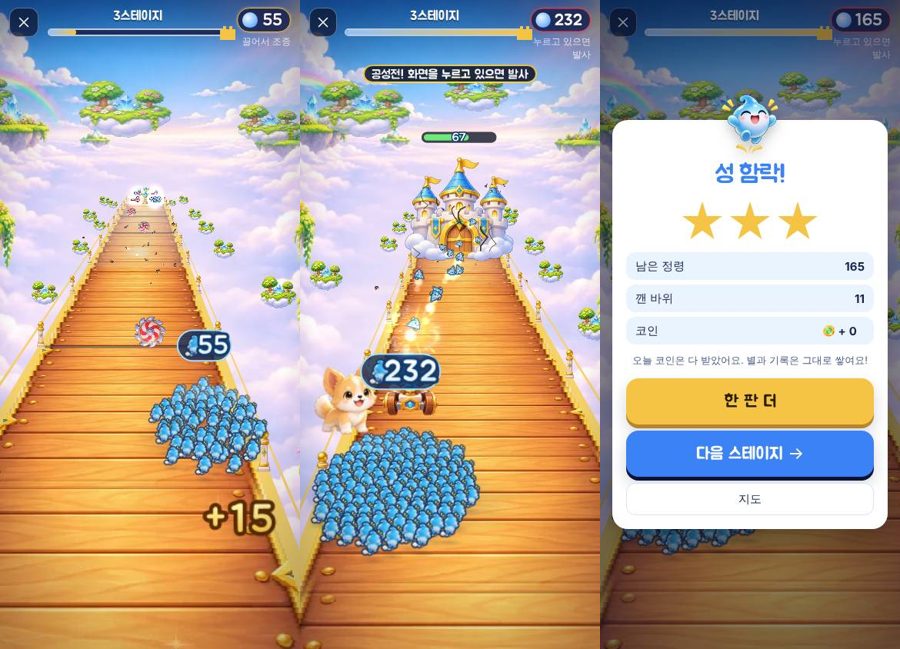 3스테이지
55
끌어서 조종
55
+15
3스테이지
232
누르고 있으면
발사
공성전! 화면을 누르고 있으면 발사
67
232
3스테이지
165
누르고 있으면
발사
성 함락!
남은 정령 165
깬 바위 11
코인 + 0
오늘 코인은 다 받았어요. 별과 기록은 그대로 쌓여요!
한 판 더
다음 스테이지 →
지도